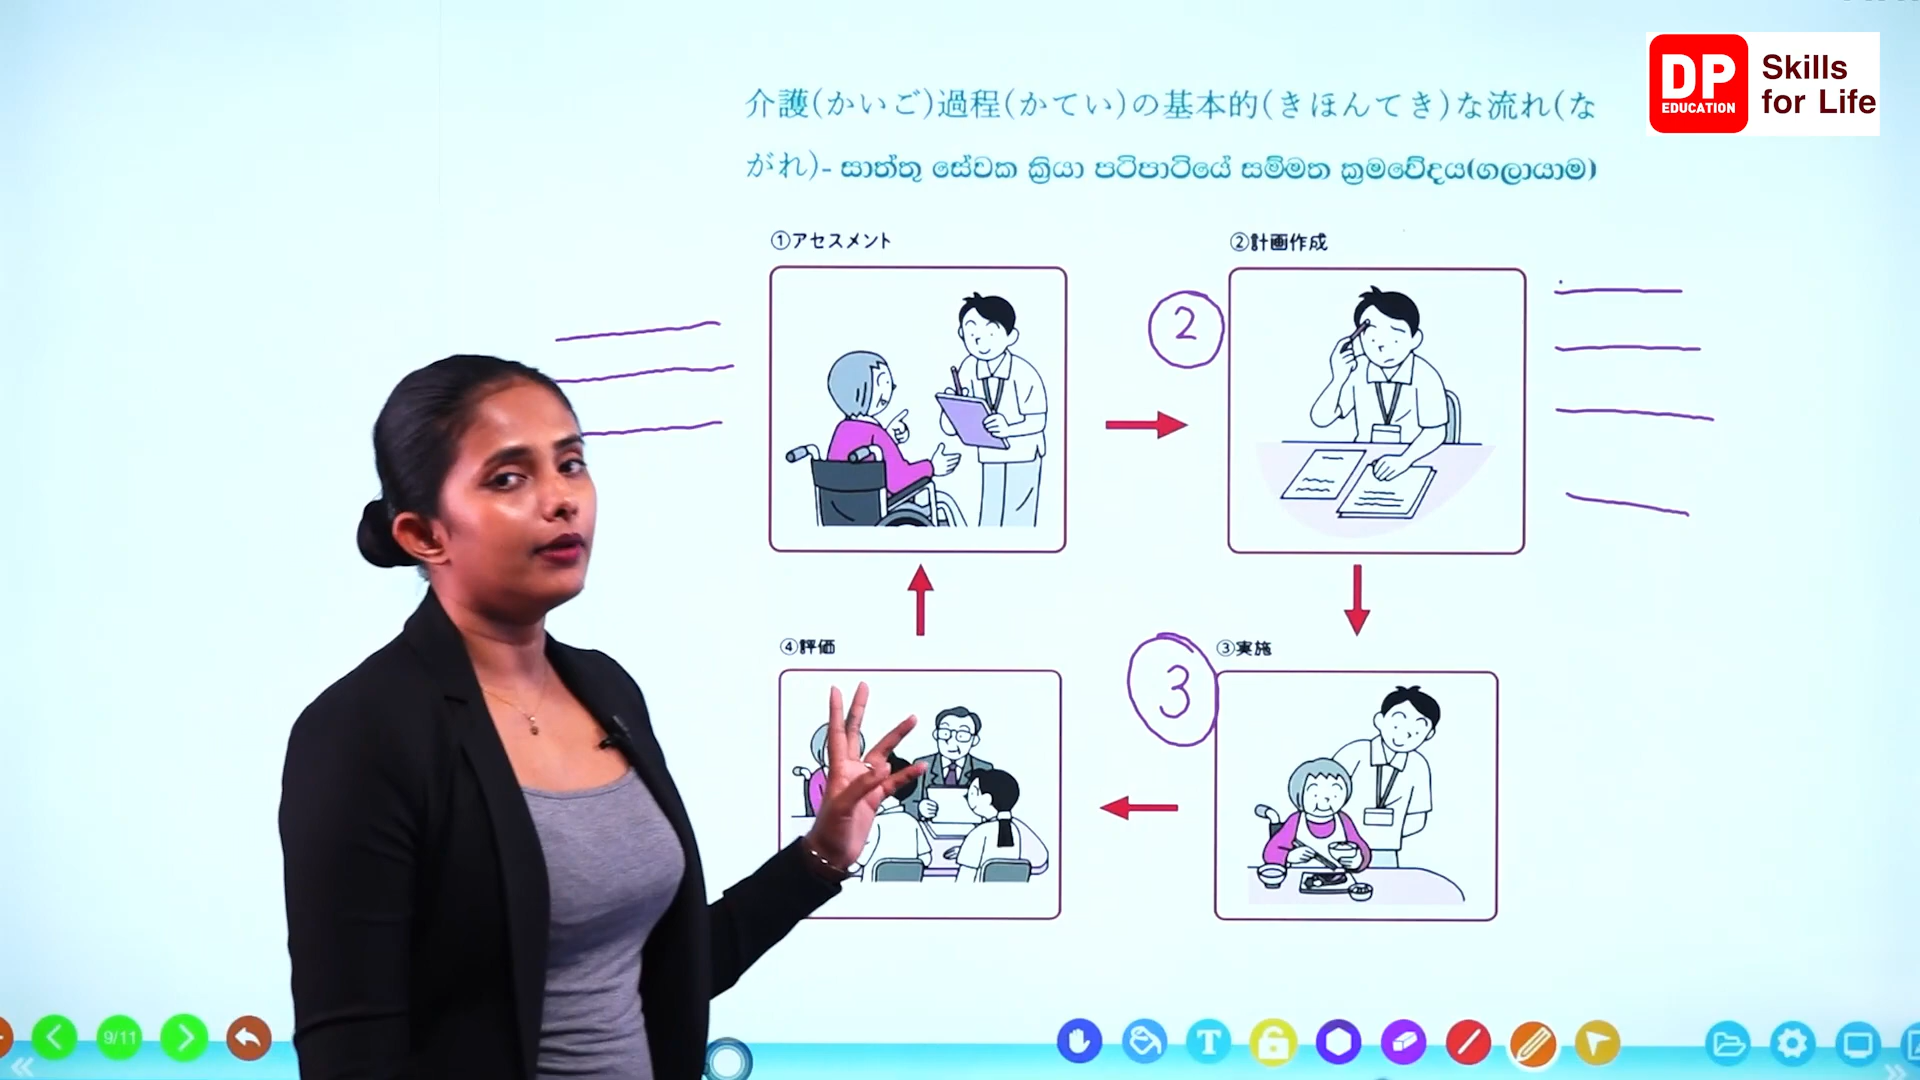 DP
EDUCATION
Skills
for Life
介護(かいご)過程(かてい)の基本的(きほんてき)な流れ(な
がれ)- සාත්තු සේවක ක්‍රියා පටිපාටියේ සම්මත ක්‍රමවේදය(ගලායාම)
①アセスメント
②計画作成
2
④評価
3
③実施
9/11
T